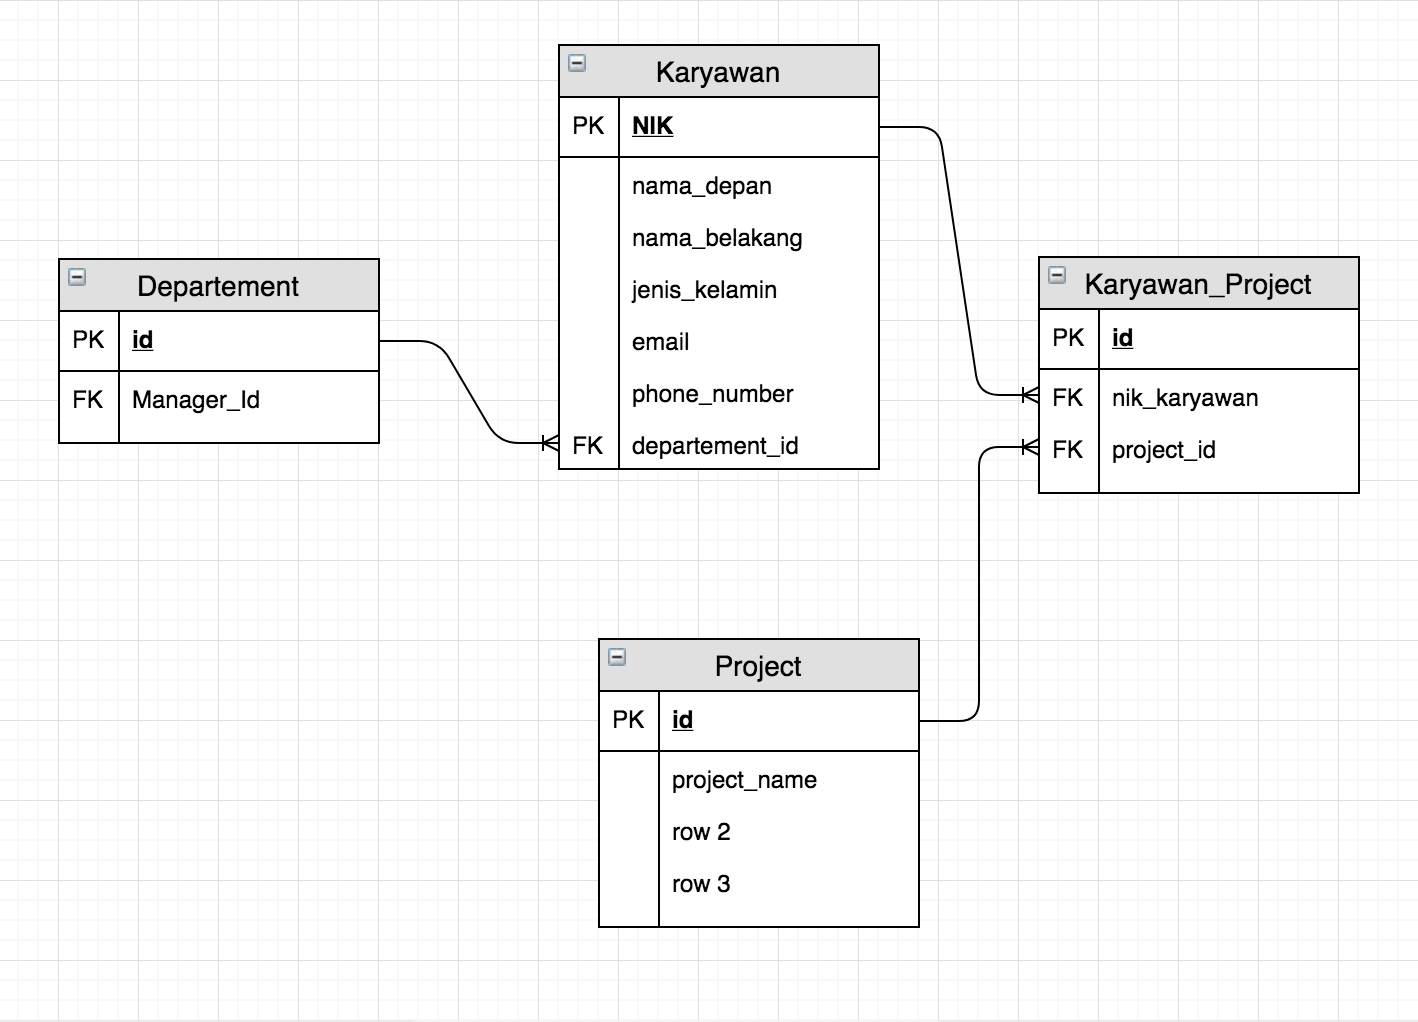 Karyawan
PK NIK
nama_depan
nama_belakang
jenis_kelamin
email
phone_number
FK departement_id
Departement
PK id
FK Manager_Id
Karyawan_Project
PK id
FK nik_karyawan
FK project_id
Project
PK id
project_name
row 2
row 3